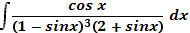 ∫ cos x / (1 − sinx)³(2 + sinx) dx